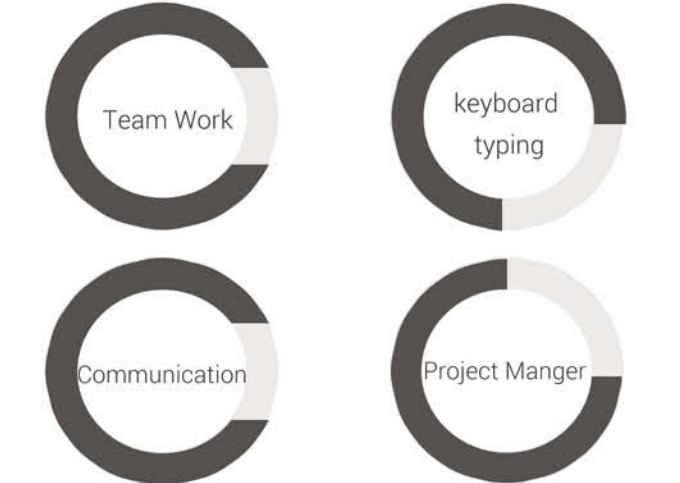 Team Work
keyboard
typing
Communication
Project Manger